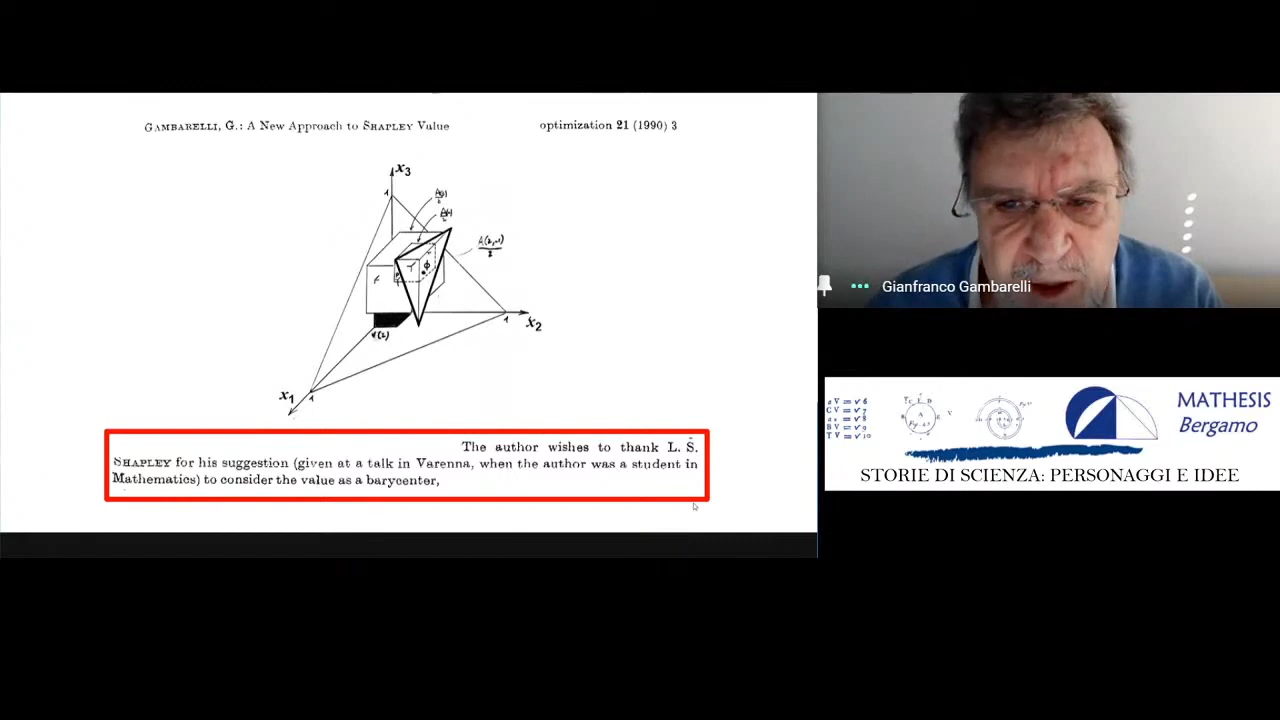 GAMBARELLI, G.: A New Approach to SHAPLEY Value
optimization 21 (1990) 3
x3
1
x2
1
x1
1
v(2)
ϕ
The author wishes to thank L. S.
SHAPLEY for his suggestion (given at a talk in Varenna, when the author was a student in
Mathematics) to consider the value as a barycenter,
Gianfranco Gambarelli
MATHESIS
Bergamo
STORIE DI SCIENZA: PERSONAGGI E IDEE